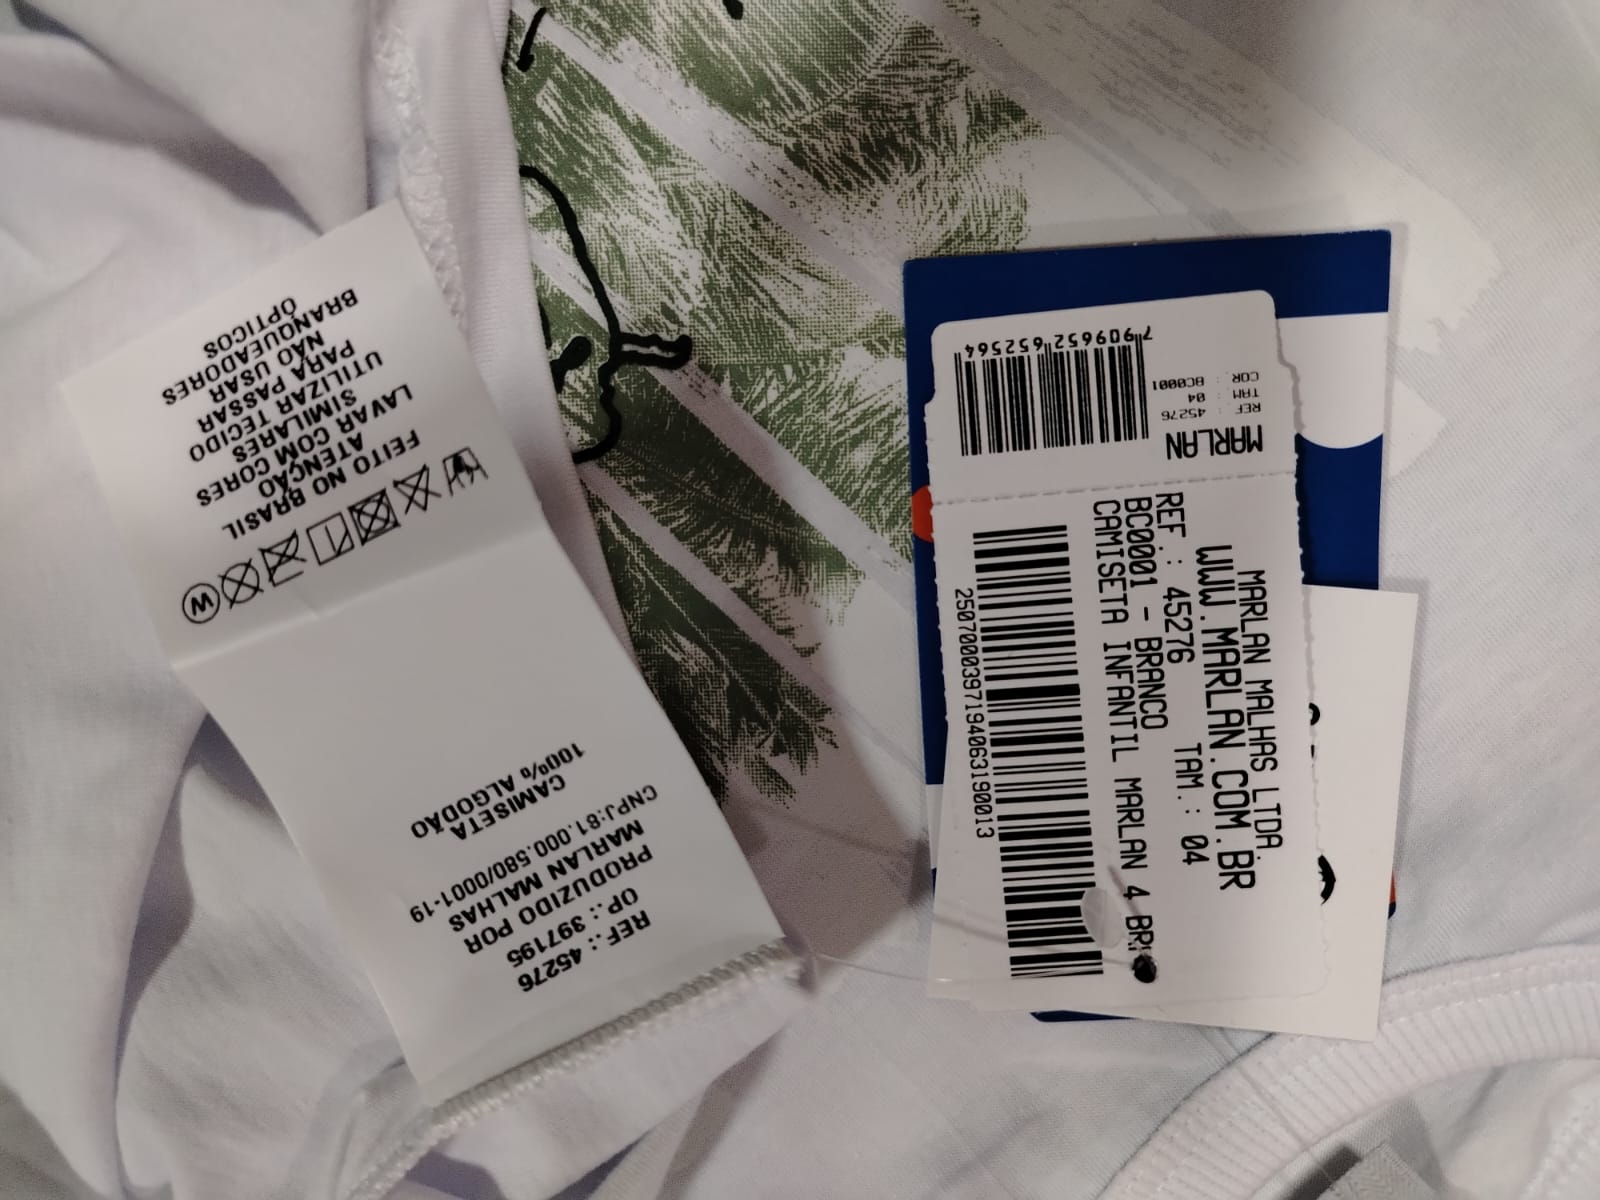 REF.: 45276
OP.: 397195
PRODUZIDO POR
MARLAN MALHAS
CNPJ:81.000.580/0001-19
CAMISETA
100% ALGODÃO
W
FEITO NO BRASIL
ATENÇÃO
LAVAR COM CORES
SIMILARES
UTILIZAR TECIDO
PARA PASSAR
NÃO USAR
BRANQUEADORES
ÓPTICOS
MARLAN
REF : 45276
TAM : 04
COR : BC0001
7909652652564
MARLAN MALHAS LTDA.
WWW.MARLAN.COM.BR
REF.: 45276 TAM.: 04
BC0001 - BRANCO
CAMISETA INFANTIL MARLAN 4 BR
2507000397194063190013